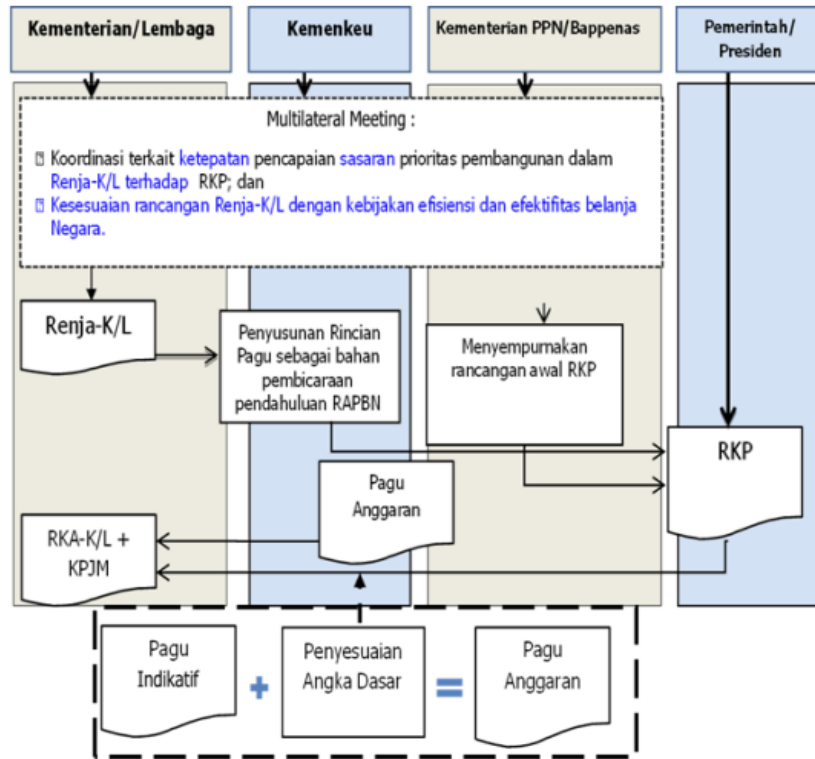 Kementerian/Lembaga
Kemenkeu
Kementerian PPN/Bappenas
Pemerintah/
Presiden
Multilateral Meeting :
Koordinasi terkait ketepatan pencapaian sasaran prioritas pembangunan dalam
Renja-K/L terhadap RKP; dan
Kesesuaian rancangan Renja-K/L dengan kebijakan efisiensi dan efektifitas belanja
Negara.
Renja-K/L
Penyusunan Rincian
Pagu sebagai bahan
pembicaraan
pendahuluan RAPBN
Menyempurnakan
rancangan awal RKP
RKP
Pagu
Anggaran
RKA-K/L +
KPJM
Pagu
Indikatif
+
Penyesuaian
Angka Dasar
=
Pagu
Anggaran